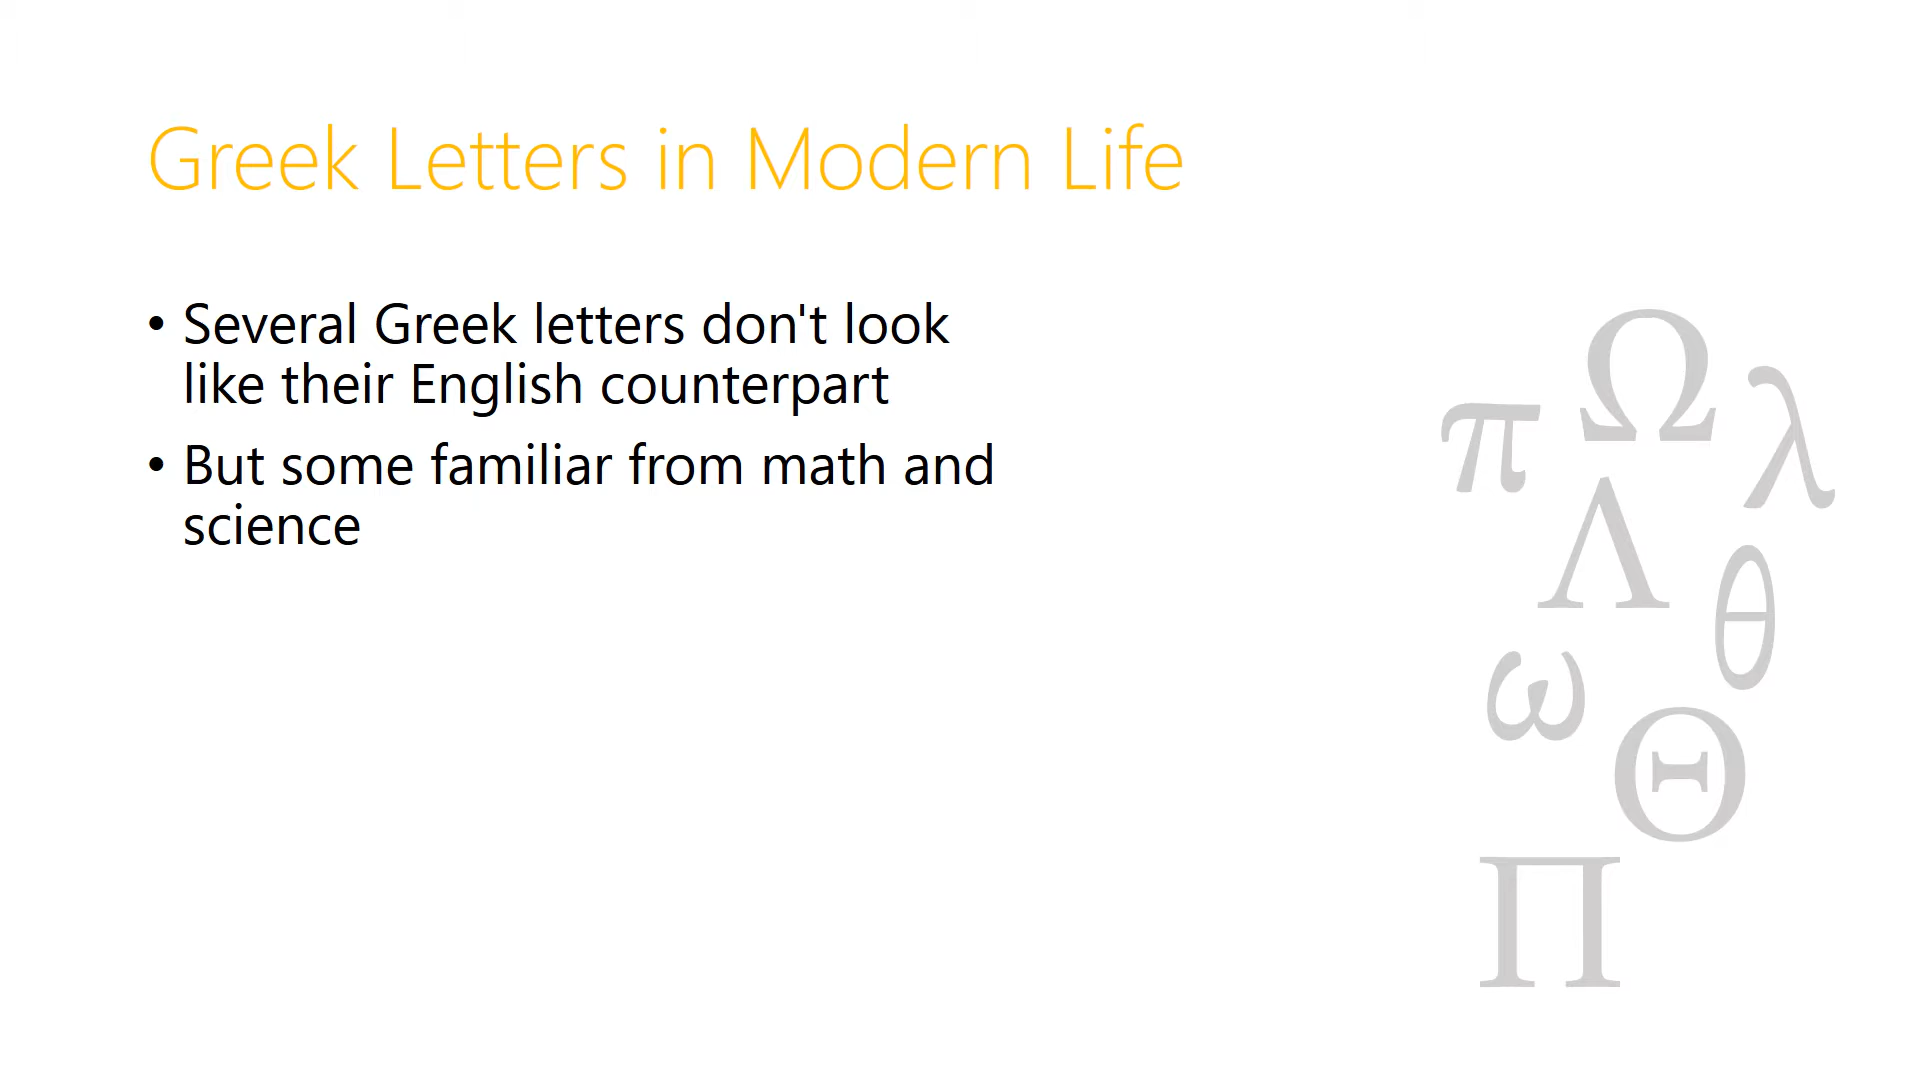 Greek Letters in Modern Life
• Several Greek letters don't look
like their English counterpart
• But some familiar from math and
science
Ω
π
λ
Λ
θ
ω
Θ
Π